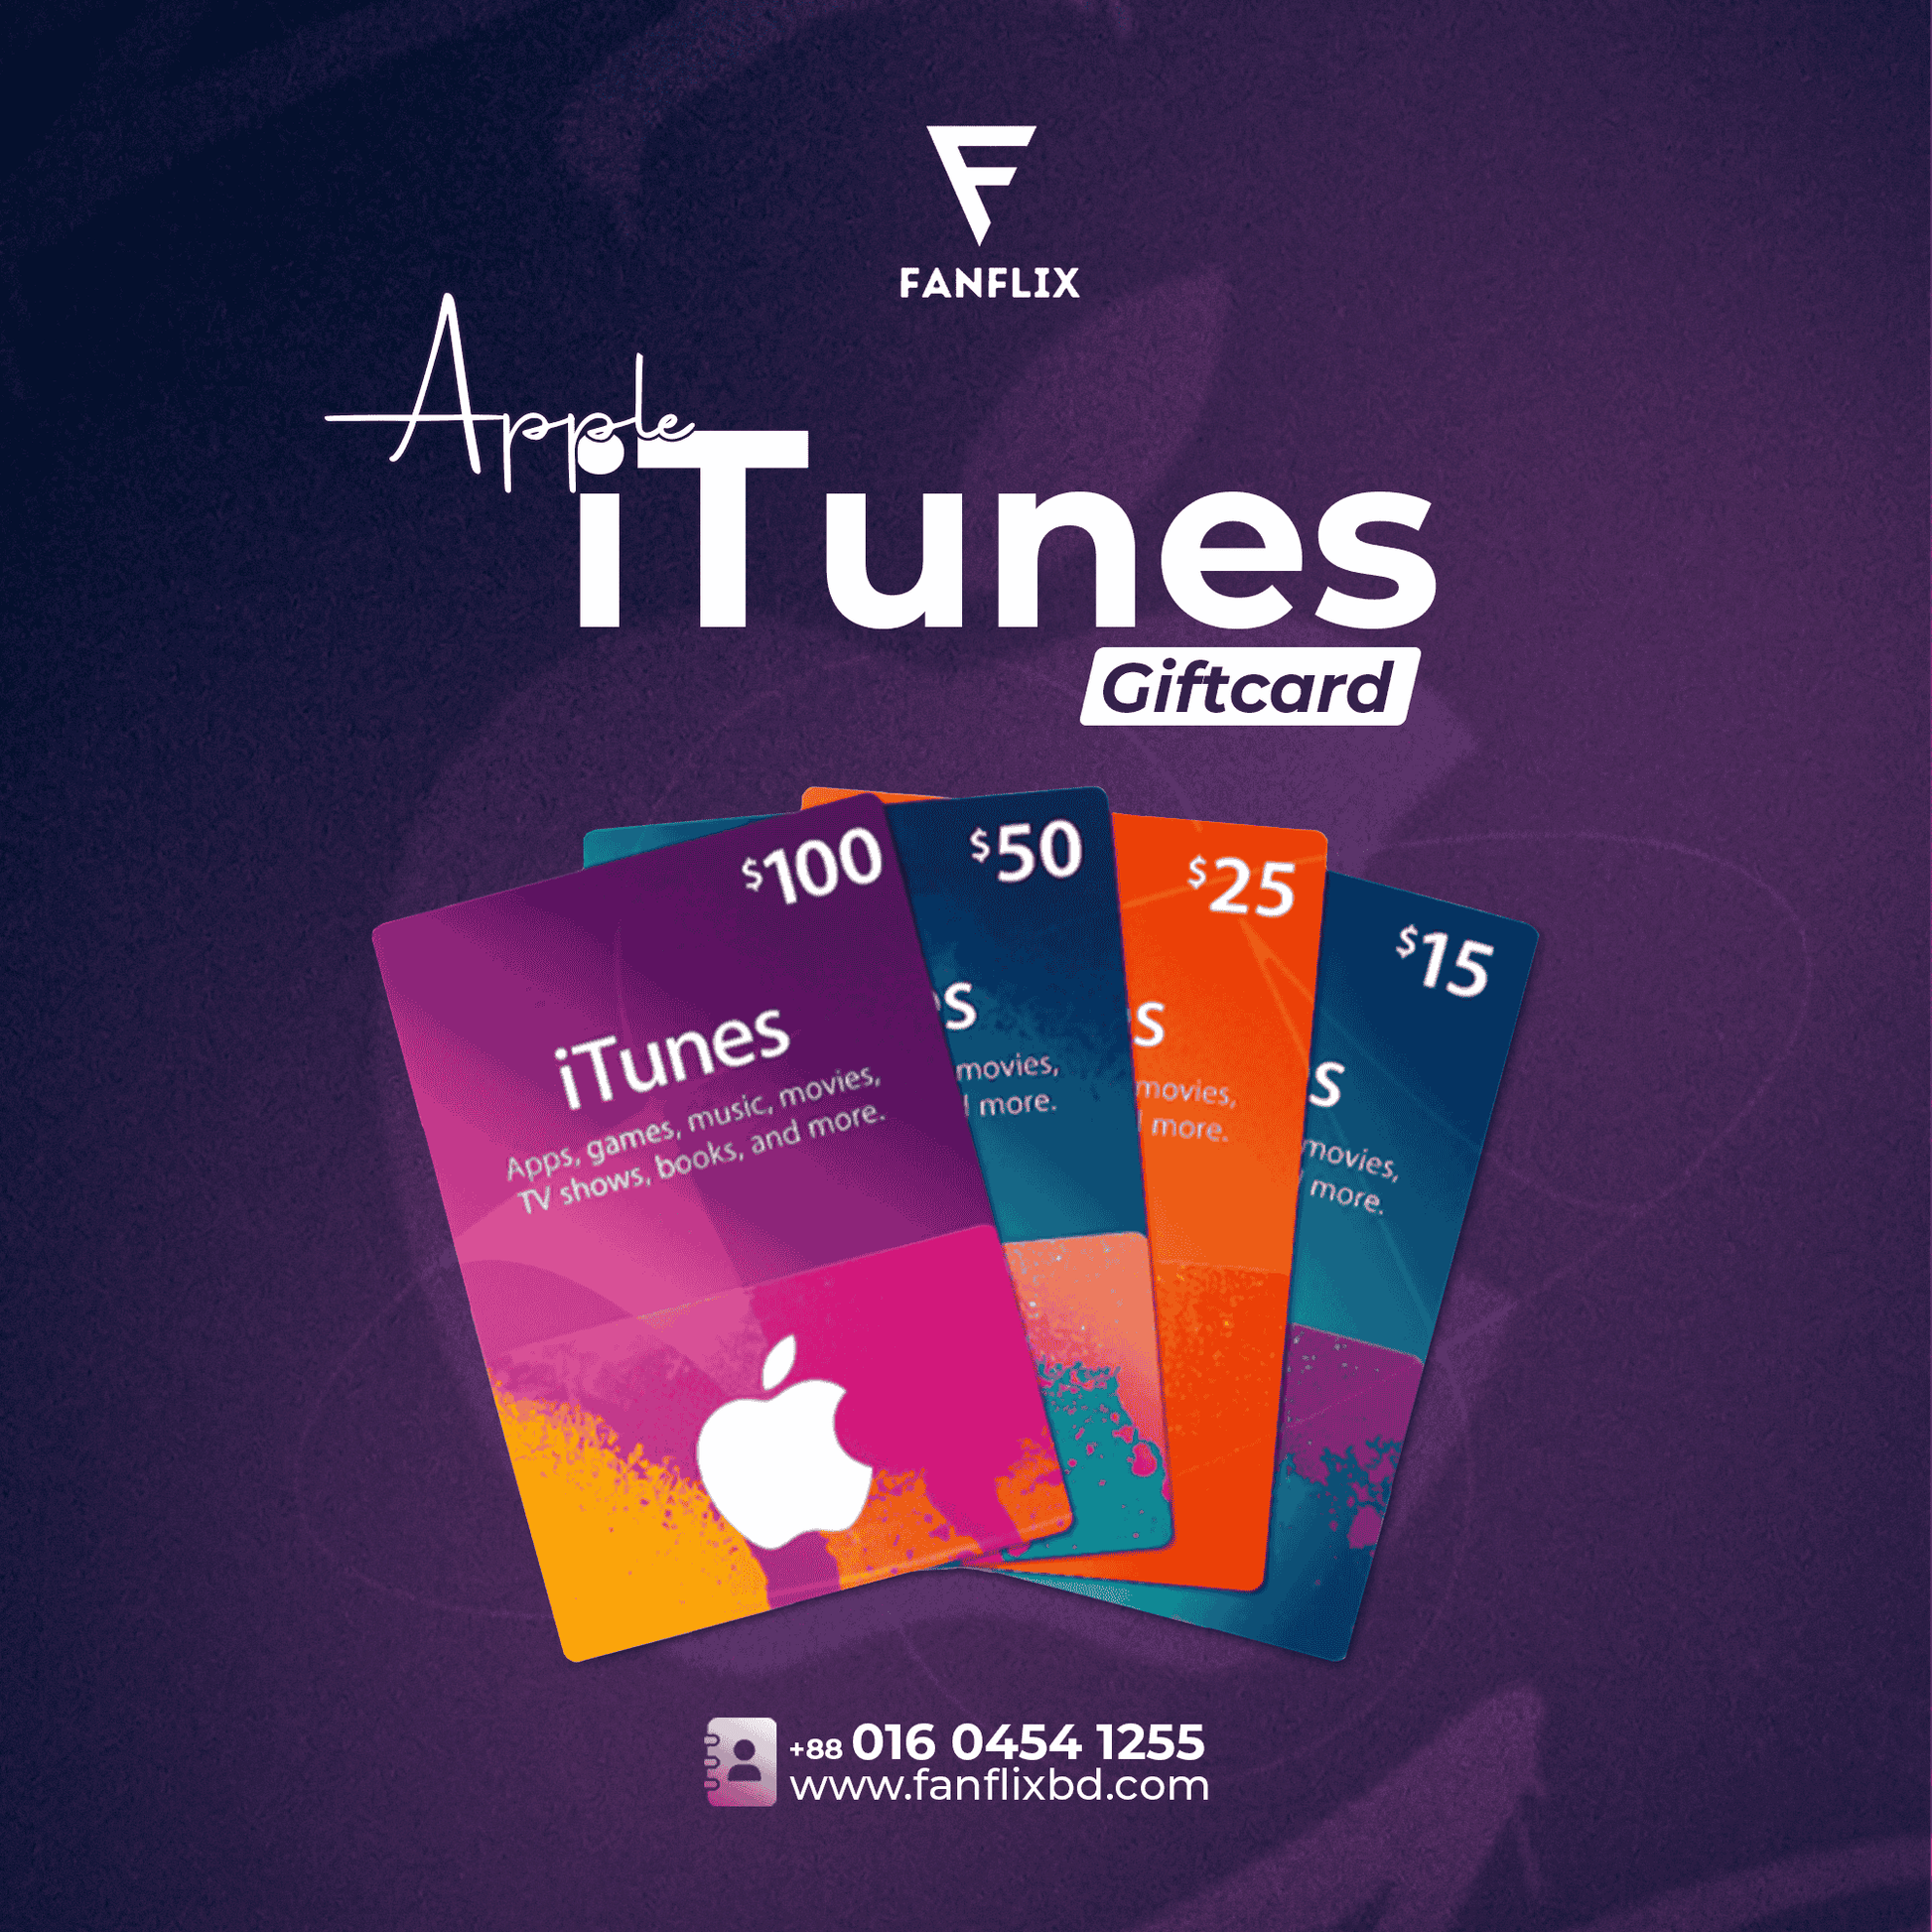 FANFLIX
Apple
iTunes
Giftcard
$100
$50
$25
$15
iTunes
Apps, games, music, movies,
TV shows, books, and more.
s
movies,
more.
s
movies,
more.
s
movies,
more.
+88 016 0454 1255
www.fanflixbd.com